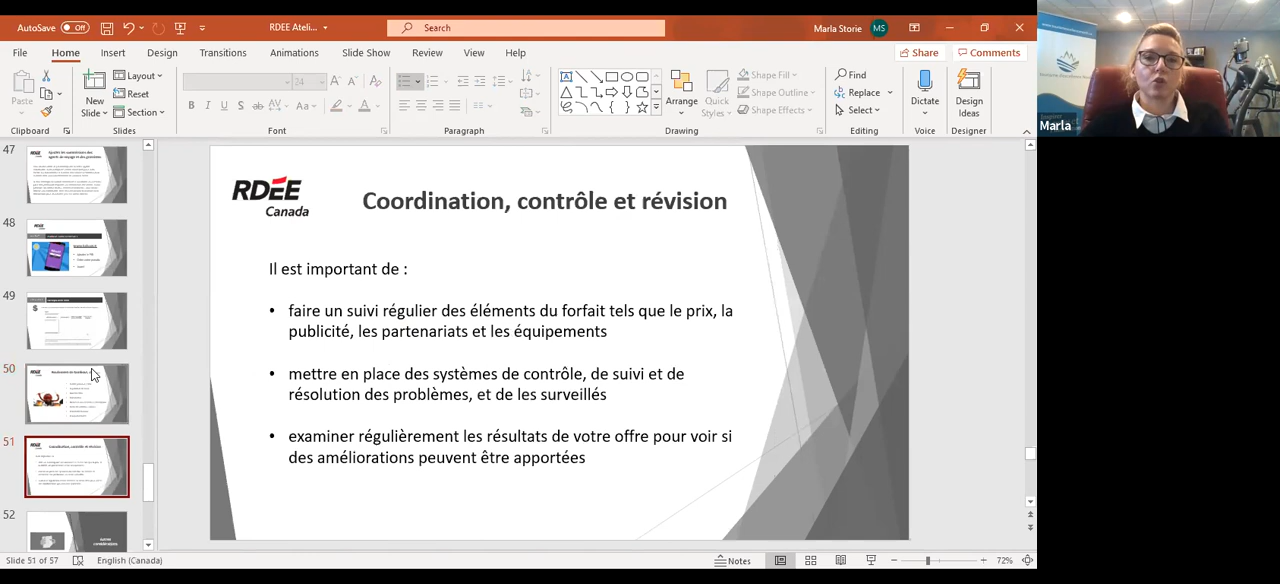 AutoSave Off RDEE Ateli... Search Marla Storie MS
File Home Insert Design Transitions Animations Slide Show Review View Help Share Comments
Paste New Slide Layout Reset Section 24 Arrange Quick Styles Shape Fill Shape Outline Shape Effects Find Replace Select Dictate Design Ideas
Clipboard Slides Font Paragraph Drawing Editing Voice Designer
Marla
47
48
49
50
51
52
RDÉE
Canada
Coordination, contrôle et révision
Il est important de :
• faire un suivi régulier des éléments du forfait tels que le prix, la
publicité, les partenariats et les équipements
• mettre en place des systèmes de contrôle, de suivi et de
résolution des problèmes, et de les surveillés
• examiner régulièrement les résultats de votre offre pour voir si
des améliorations peuvent être apportées
Slide 51 of 57 English (Canada) Notes 72%